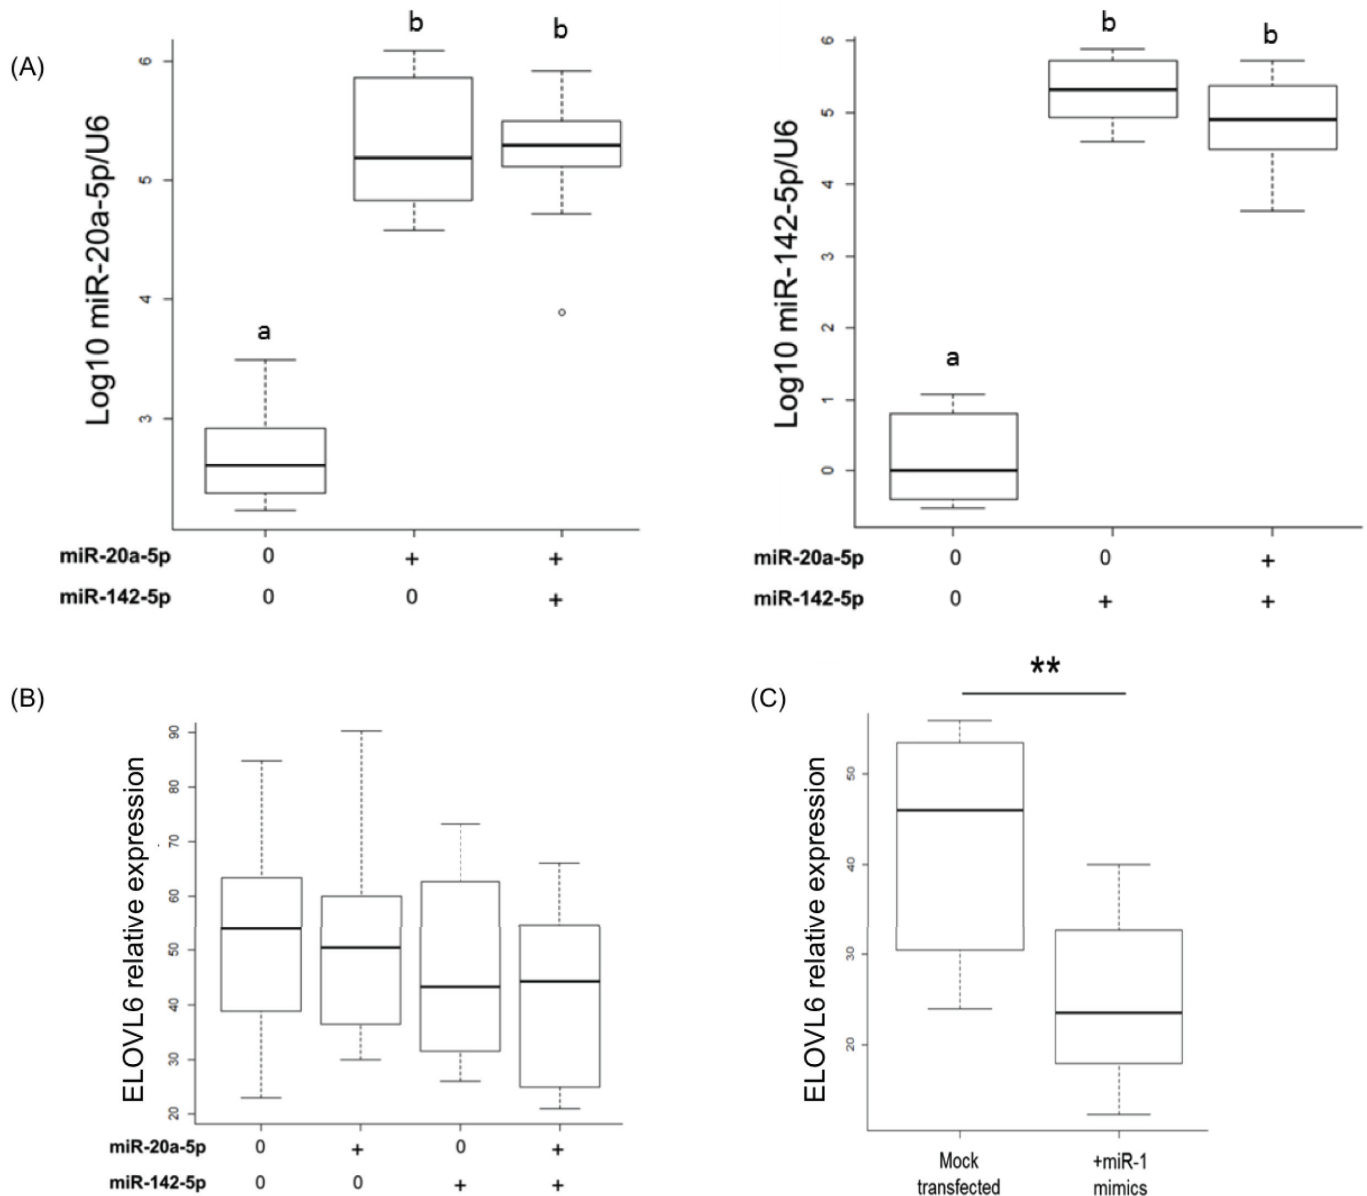 (A)
Log10 miR-20a-5p/U6
6
5
4
3
a
b
b
miR-20a-5p 0 + +
miR-142-5p 0 0 +
Log10 miR-142-5p/U6
6
5
4
3
2
1
0
a
b
b
miR-20a-5p 0 0 +
miR-142-5p 0 + +
(B)
ELOVL6 relative expression
90
80
70
60
50
40
30
20
miR-20a-5p 0 + 0 +
miR-142-5p 0 0 + +
(C)
**
ELOVL6 relative expression
50
40
30
20
Mock
transfected
+miR-1
mimics